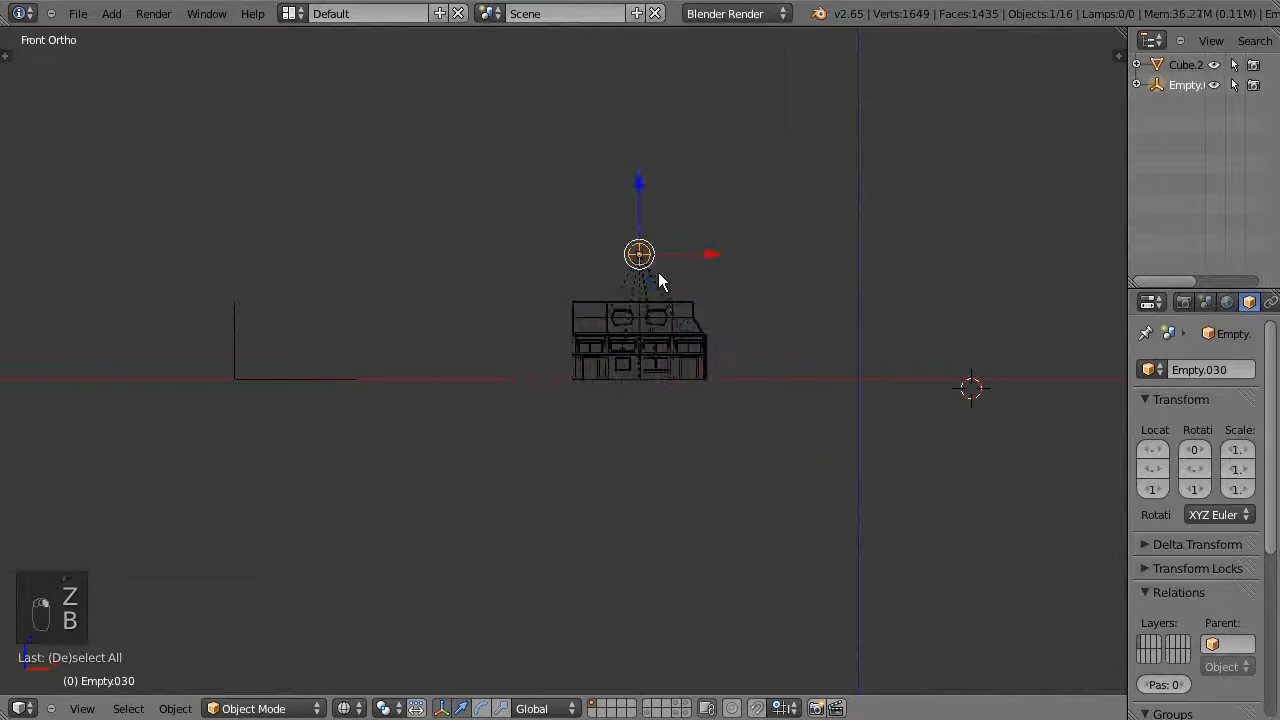 File Add Render Window Help Default Scene Blender Render v2.65 | Verts:1649 | Faces:1435 | Objects:1/16 | Lamps:0/0 | Mem:36.27M (0.11M) | En
Front Ortho
View Search
Cube.2
Empty.
Empty.
Empty.030
Transform
Locat Rotati Scale:
- 0 1.
- 1.
1 1 1.
Rotati XYZ Euler
Delta Transform
Transform Locks
Relations
Layers: Parent:
Object
Pas: 0
Groups
Z
B
Last: (De)select All
(0) Empty.030
View Select Object Object Mode Global